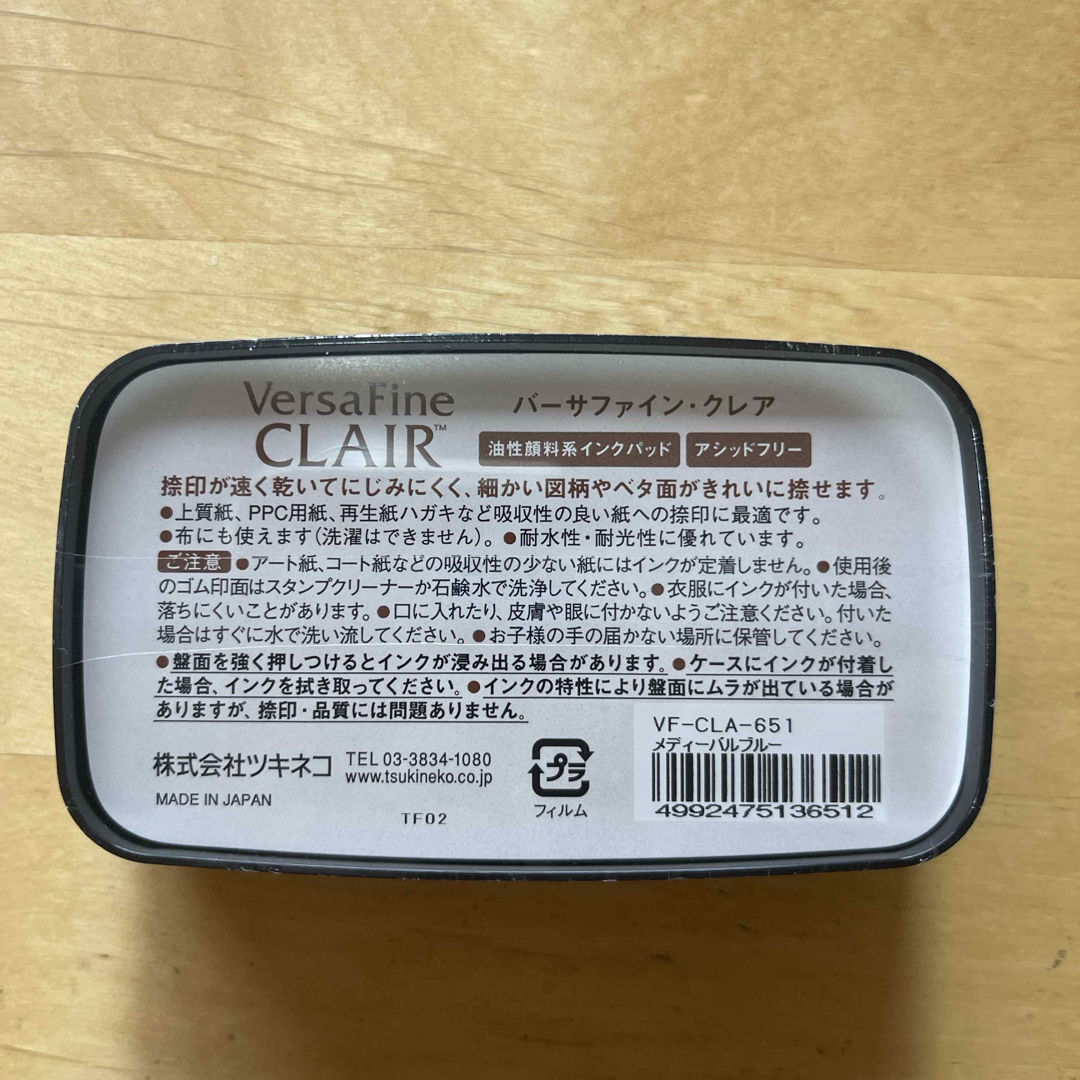 VersaFine
CLAIR™
バーサファイン・クレア
油性顔料系インクパッド アシッドフリー
捺印が速く乾いてにじみにくく、細かい図柄やベタ面がきれいに捺せます。
●上質紙、PPC用紙、再生紙ハガキなど吸収性の良い紙への捺印に最適です。
●布にも使えます(洗濯はできません)。●耐水性・耐光性に優れています。
ご注意 ●アート紙、コート紙などの吸収性の少ない紙にはインクが定着しません。●使用後
のゴム印面はスタンプクリーナーか石鹸水で洗浄してください。●衣服にインクが付いた場合、
落ちにくいことがあります。●口に入れたり、皮膚や眼に付かないようご注意ください。付いた
場合はすぐに水で洗い流してください。●お子様の手の届かない場所に保管してください。
●盤面を強く押しつけるとインクが浸み出る場合があります。●ケースにインクが付着し
た場合、インクを拭き取ってください。●インクの特性により盤面にムラが出ている場合が
ありますが、捺印・品質には問題ありません。
株式会社ツキネコ
TEL 03-3834-1080
www.tsukineko.co.jp
MADE IN JAPAN
TF02
プラ
フィルム
VF-CLA-651
メディーバルブルー
4992475136512